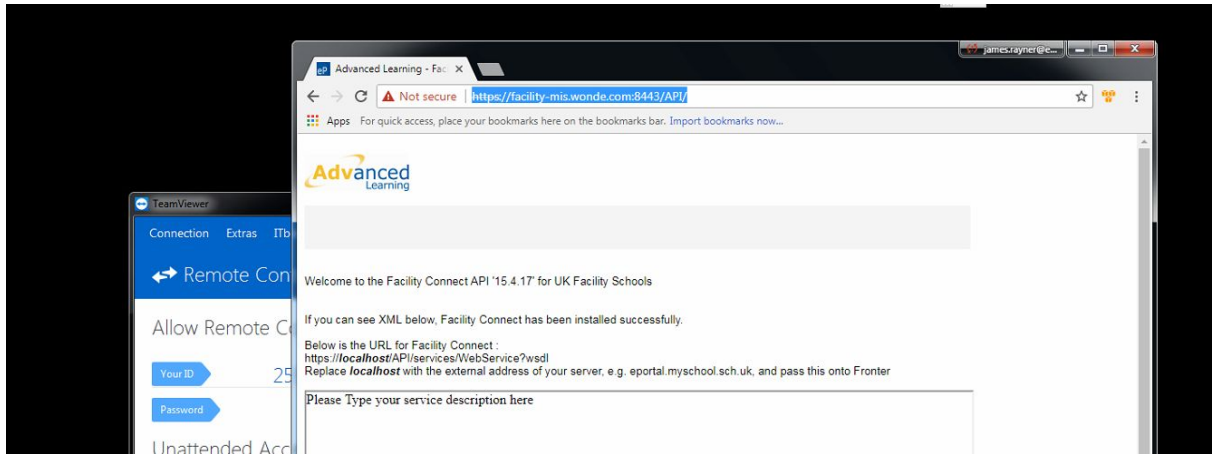 james.rayner@e...
eP Advanced Learning - Fac
Not secure | https://facility-mis.wonde.com:8443/API/
Apps For quick access, place your bookmarks here on the bookmarks bar. Import bookmarks now...
Advanced
Learning
TeamViewer
Connection Extras
Remote Con
Welcome to the Facility Connect API '15.4.17' for UK Facility Schools
If you can see XML below, Facility Connect has been installed successfully.
Allow Remote Co
Below is the URL for Facility Connect :
https://localhost/API/services/WebService?wsdl
Replace localhost with the external address of your server, e.g. eportal.myschool.sch.uk, and pass this onto Fronter
Your ID 25
Please Type your service description here
Password
Unattended Acc